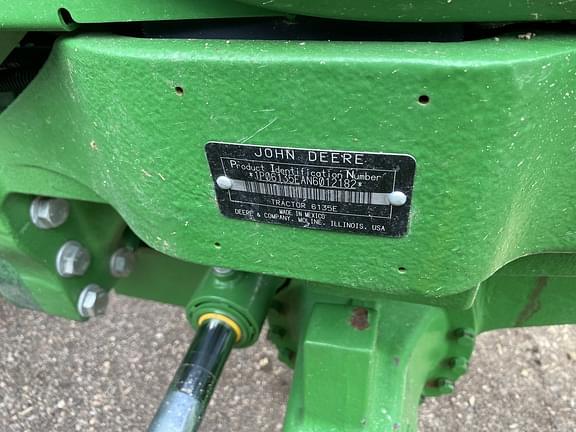 JOHN DEERE
Product Identification Number
*1P06135EAN6012182*
TRACTOR 6135E
MADE IN MEXICO
DEERE & COMPANY, MOLINE, ILLINOIS, USA